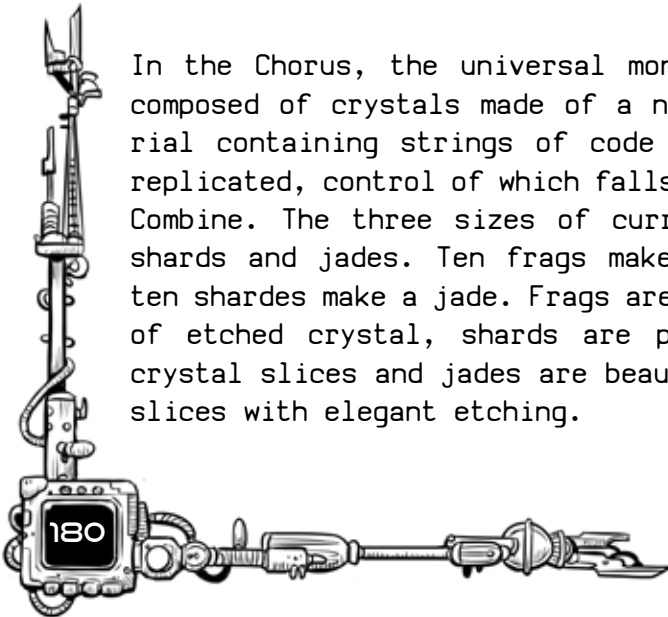 In the Chorus, the universal mon
composed of crystals made of a n
rial containing strings of code
replicated, control of which falls
Combine. The three sizes of curr
shards and jades. Ten frags make
ten shardes make a jade. Frags are
of etched crystal, shards are p
crystal slices and jades are beau
slices with elegant etching.
180